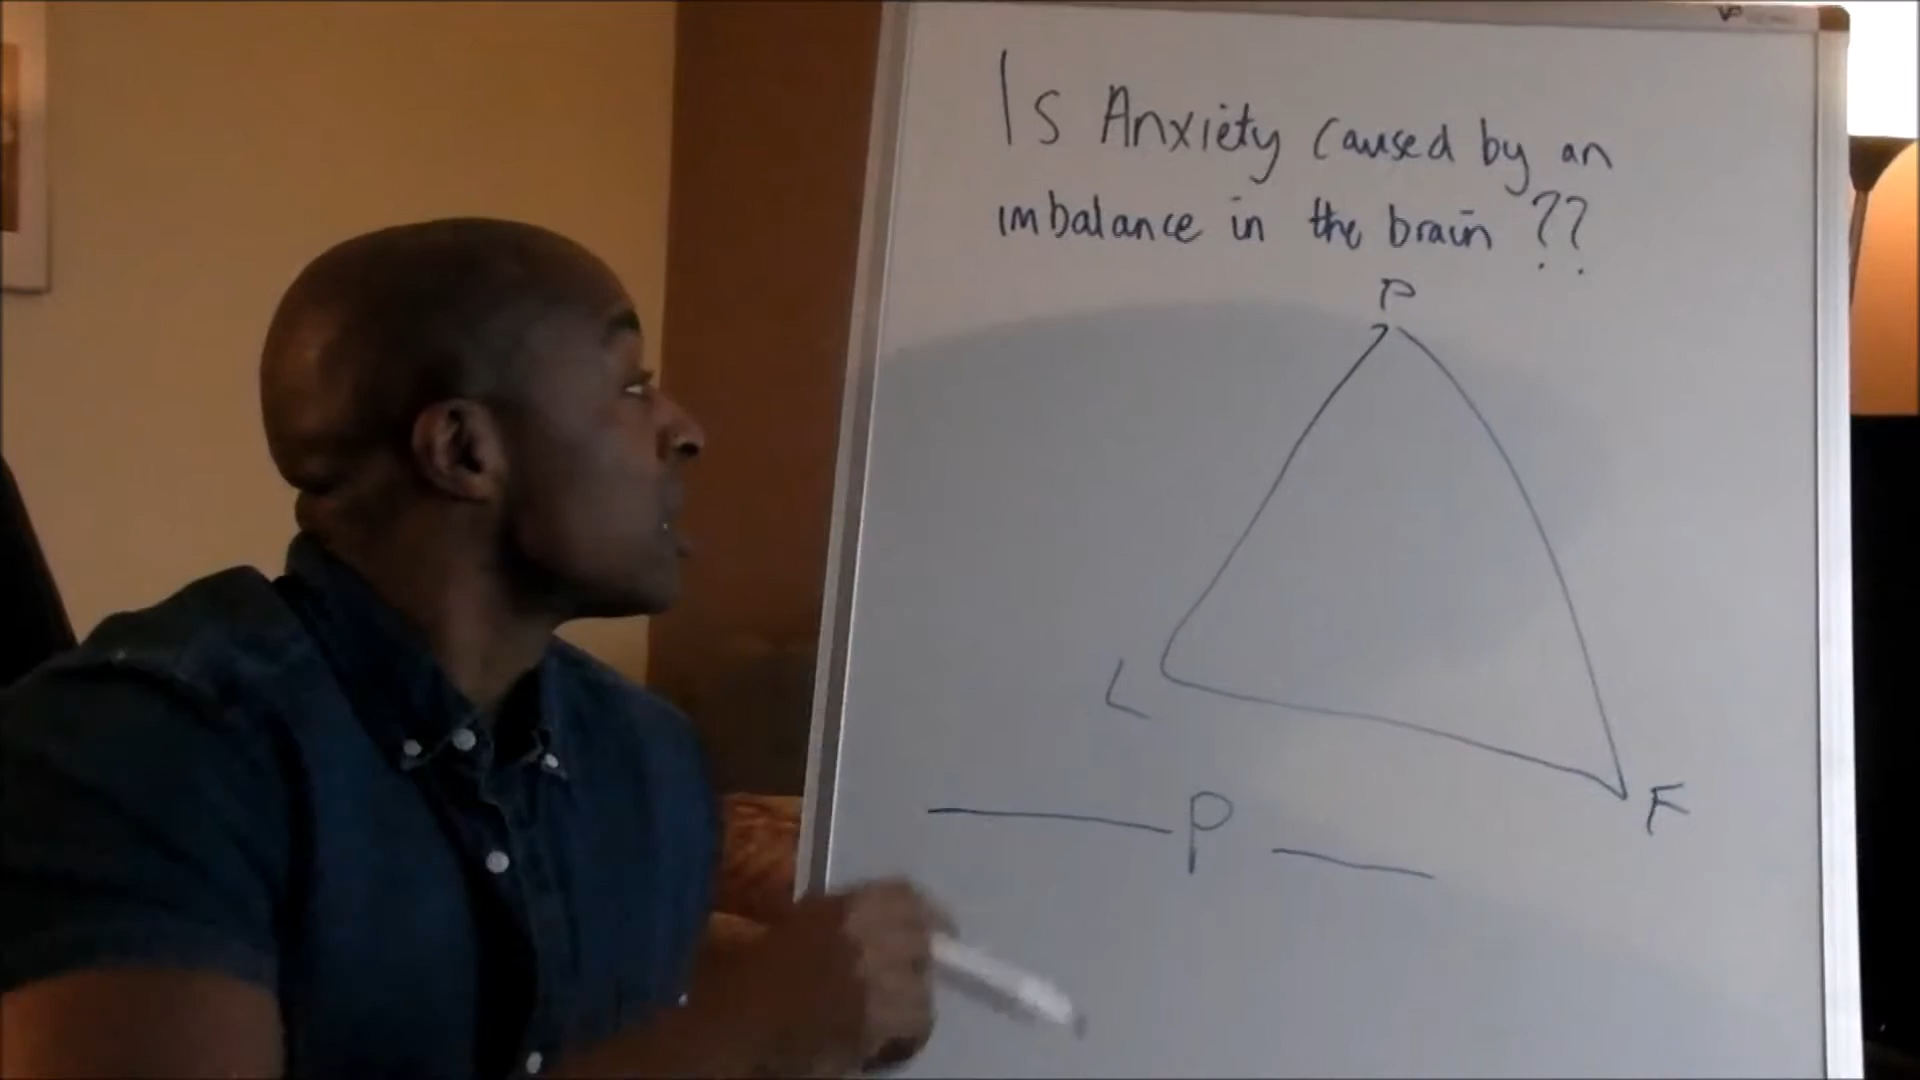 Is Anxiety caused by an
imbalance in the brain ??
P
L
F
P